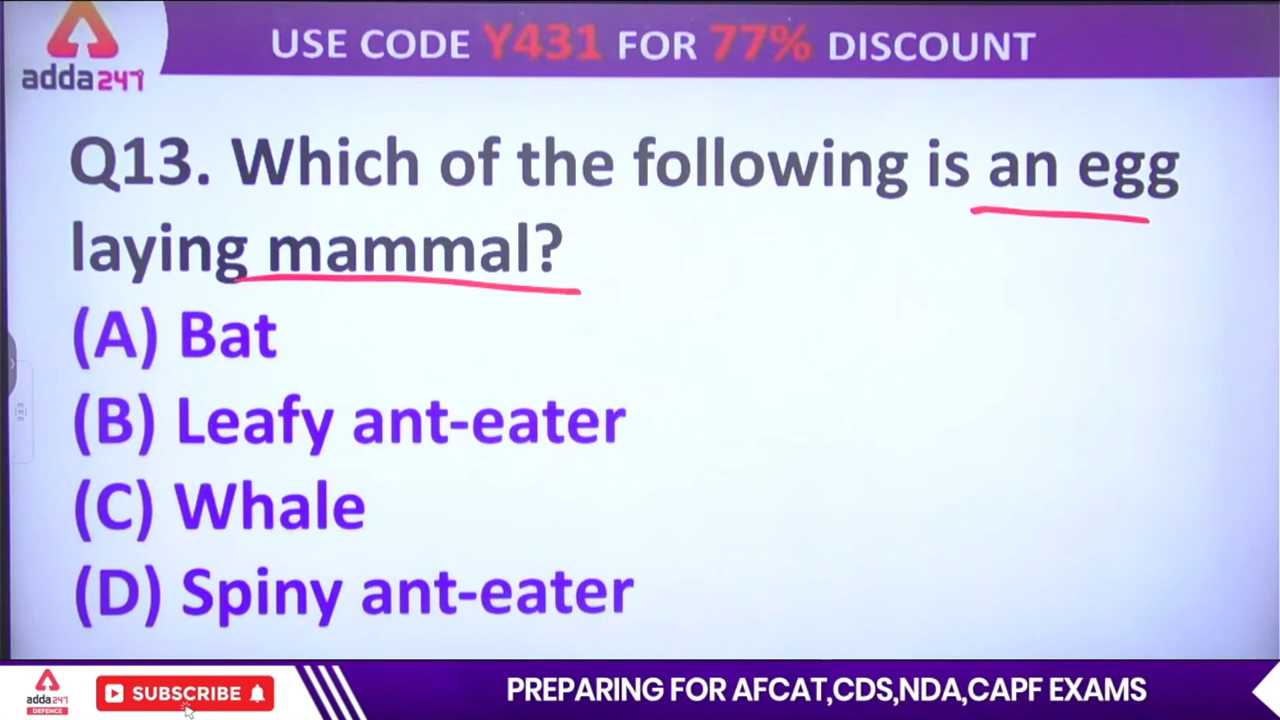 USE CODE Y431 FOR 77% DISCOUNT
adda247
Q13. Which of the following is an egg
laying mammal?
(A) Bat
(B) Leafy ant-eater
(C) Whale
(D) Spiny ant-eater
adda247
DEFENCE
SUBSCRIBE
PREPARING FOR AFCAT,CDS,NDA,CAPF EXAMS